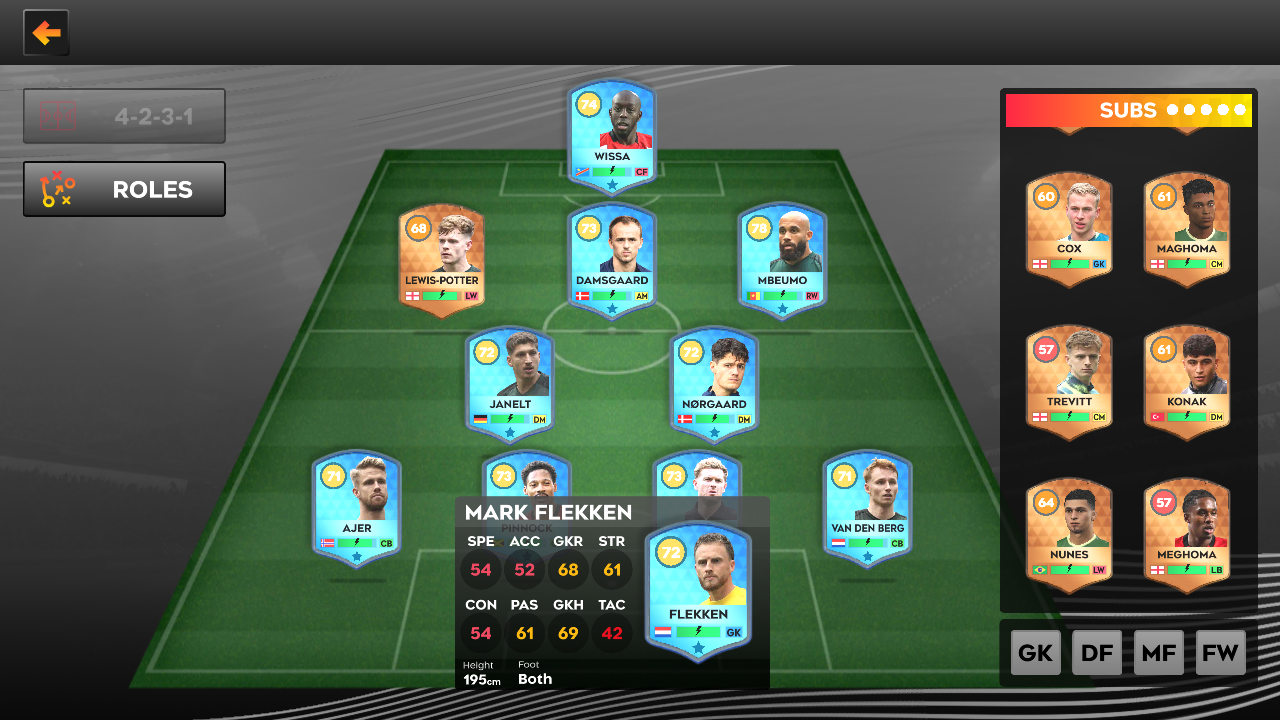 4-2-3-1
ROLES
74
WISSA
CF
68
LEWIS-POTTER
LW
73
DAMSGAARD
AM
78
MBEUMO
RW
72
JANELT
DM
72
NØRGAARD
DM
71
AJER
CB
73
PINNOCK
73
71
VAN DEN BERG
CB
MARK FLEKKEN
SPE ACC GKR STR
54 52 68 61
CON PAS GKH TAC
54 61 69 42
Height Foot
195cm Both
72
FLEKKEN
GK
SUBS
60
COX
GK
61
MAGHOMA
CM
57
TREVITT
CM
61
KONAK
DM
64
NUNES
LW
57
MEGHOMA
LB
GK DF MF FW